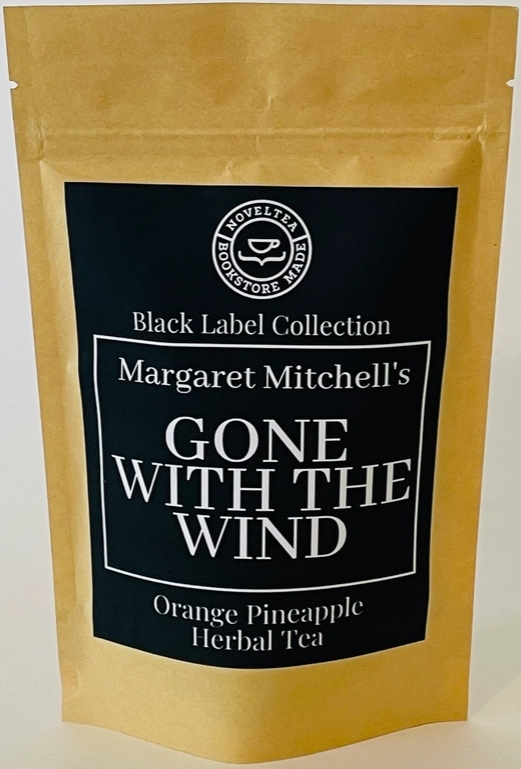 NOVELTEA
BOOKSTORE MADE
Black Label Collection
Margaret Mitchell's
GONE
WITH THE
WIND
Orange Pineapple
Herbal Tea